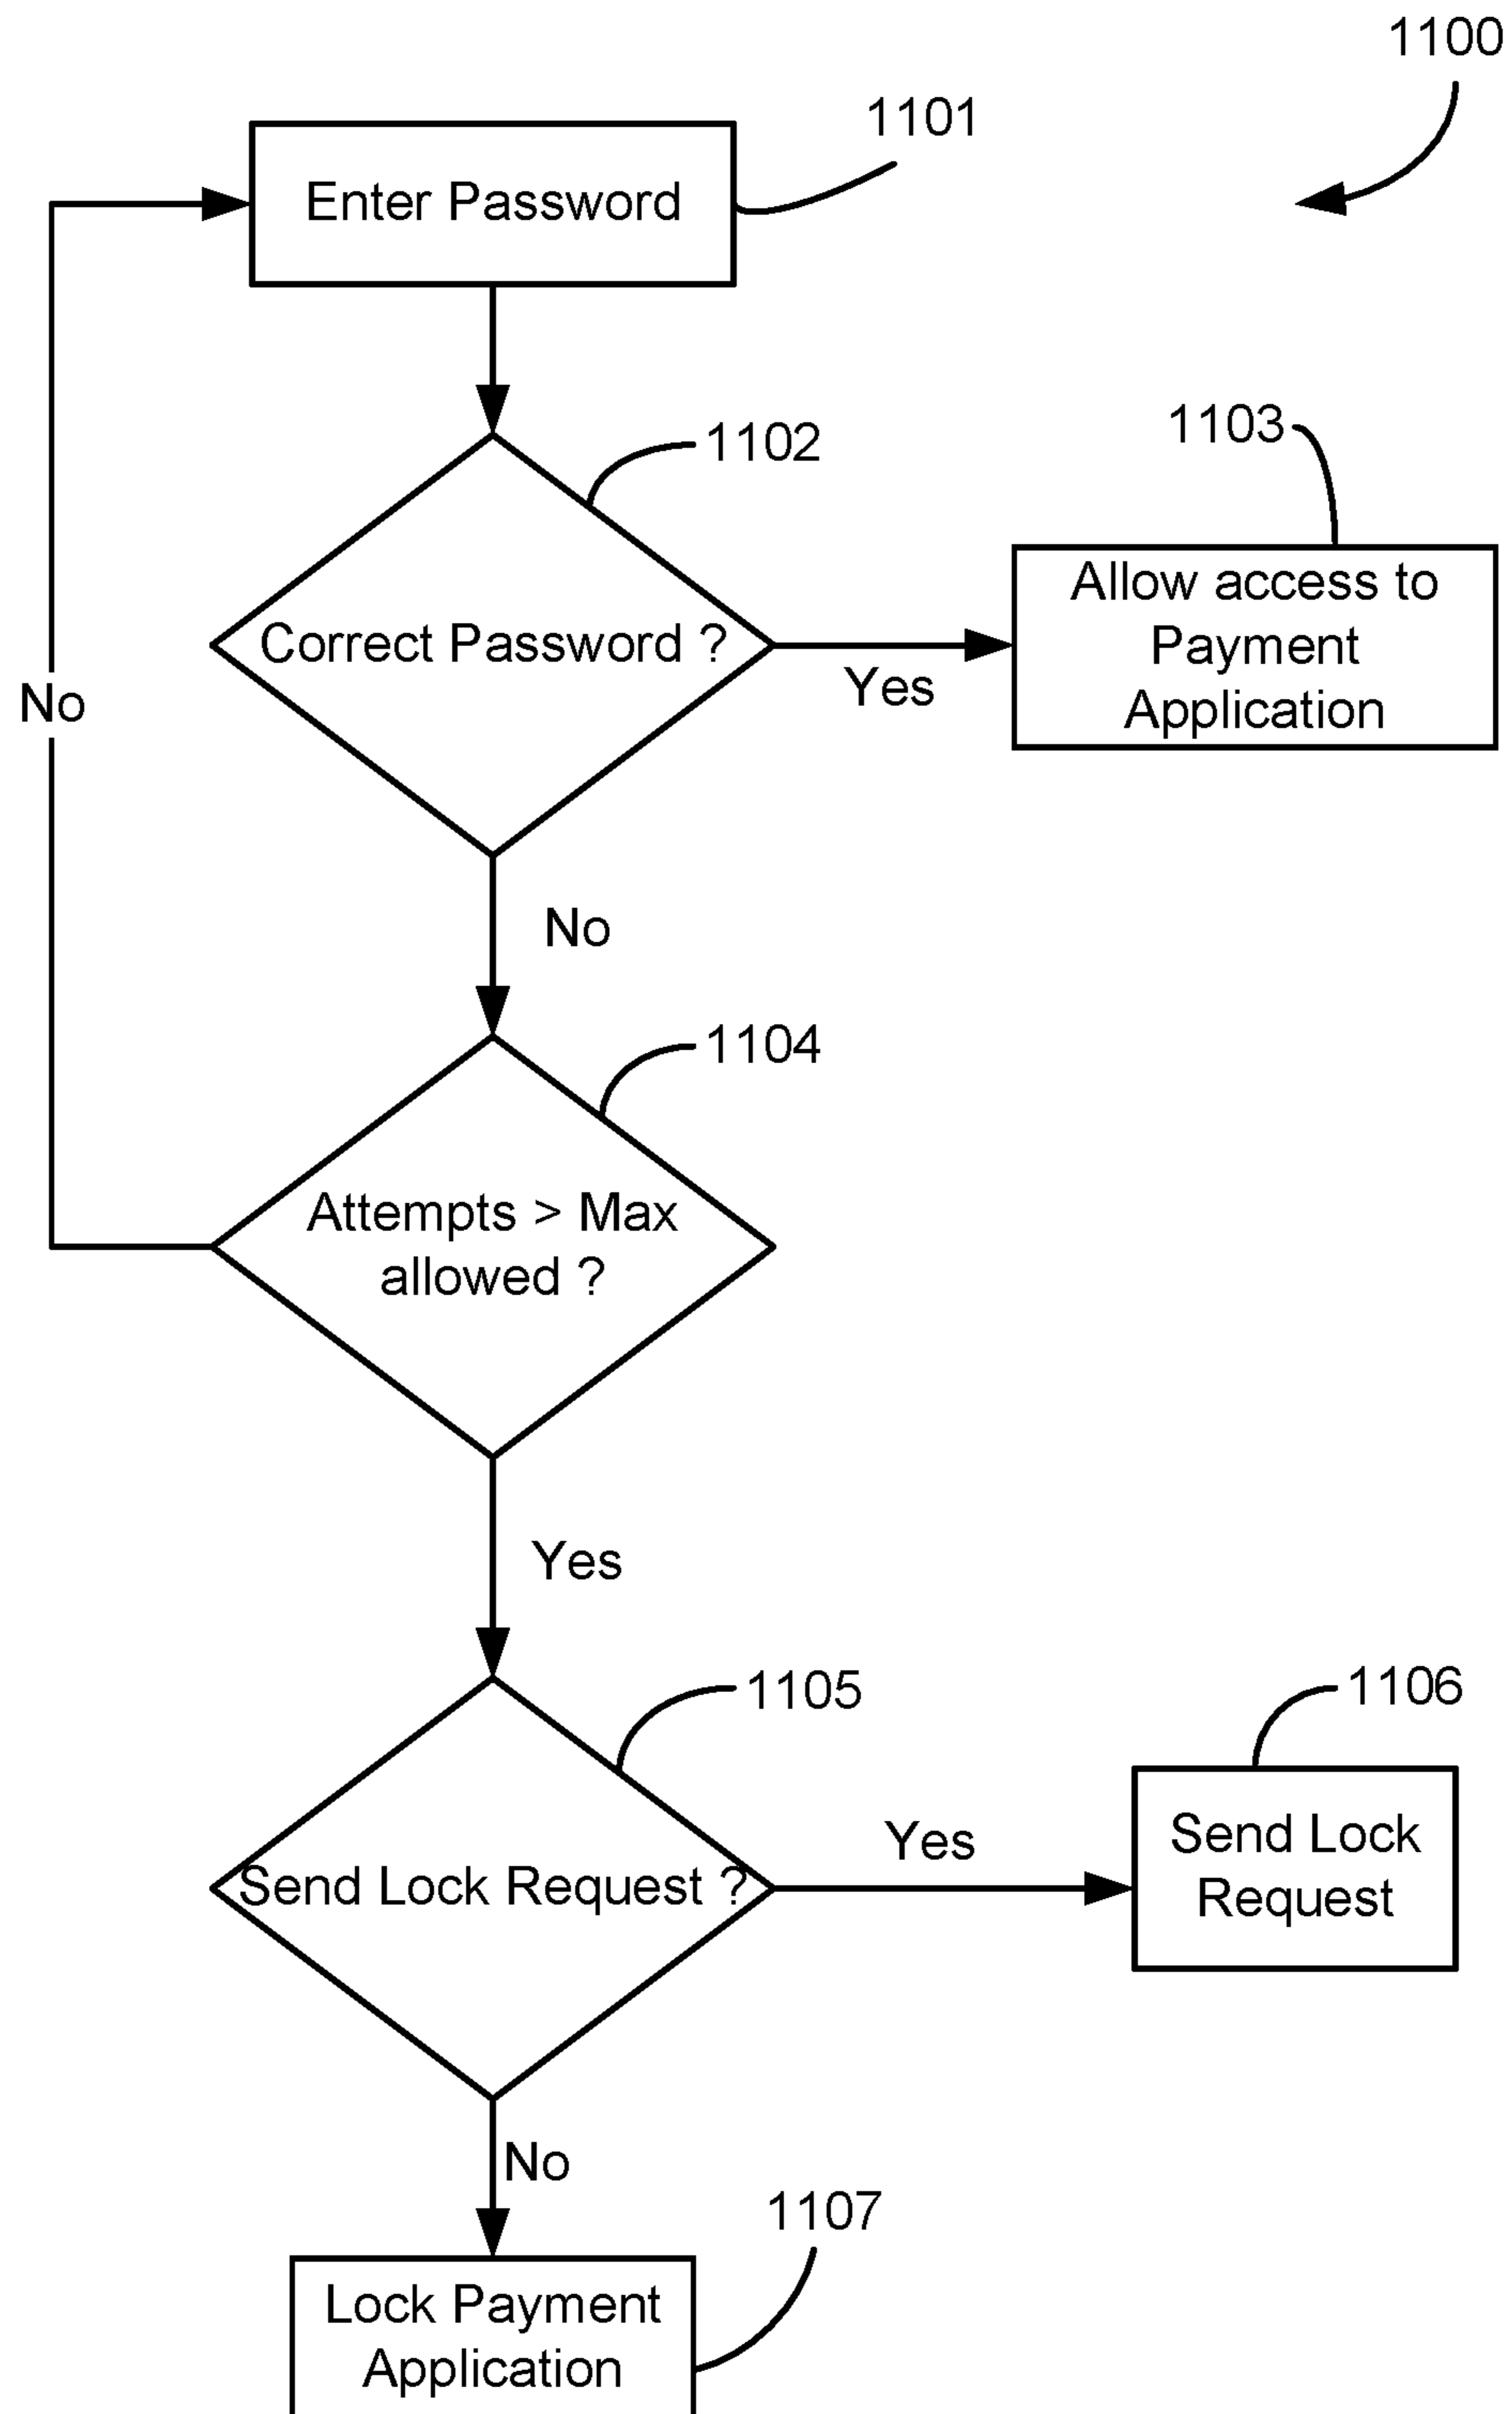 1100
1101
Enter Password
1102
1103
Allow access to
Payment
Application
Correct Password ?
Yes
No
No
1104
Attempts > Max
allowed ?
Yes
1105
1106
Send Lock
Request
Yes
Send Lock Request ?
No
1107
Lock Payment
Application